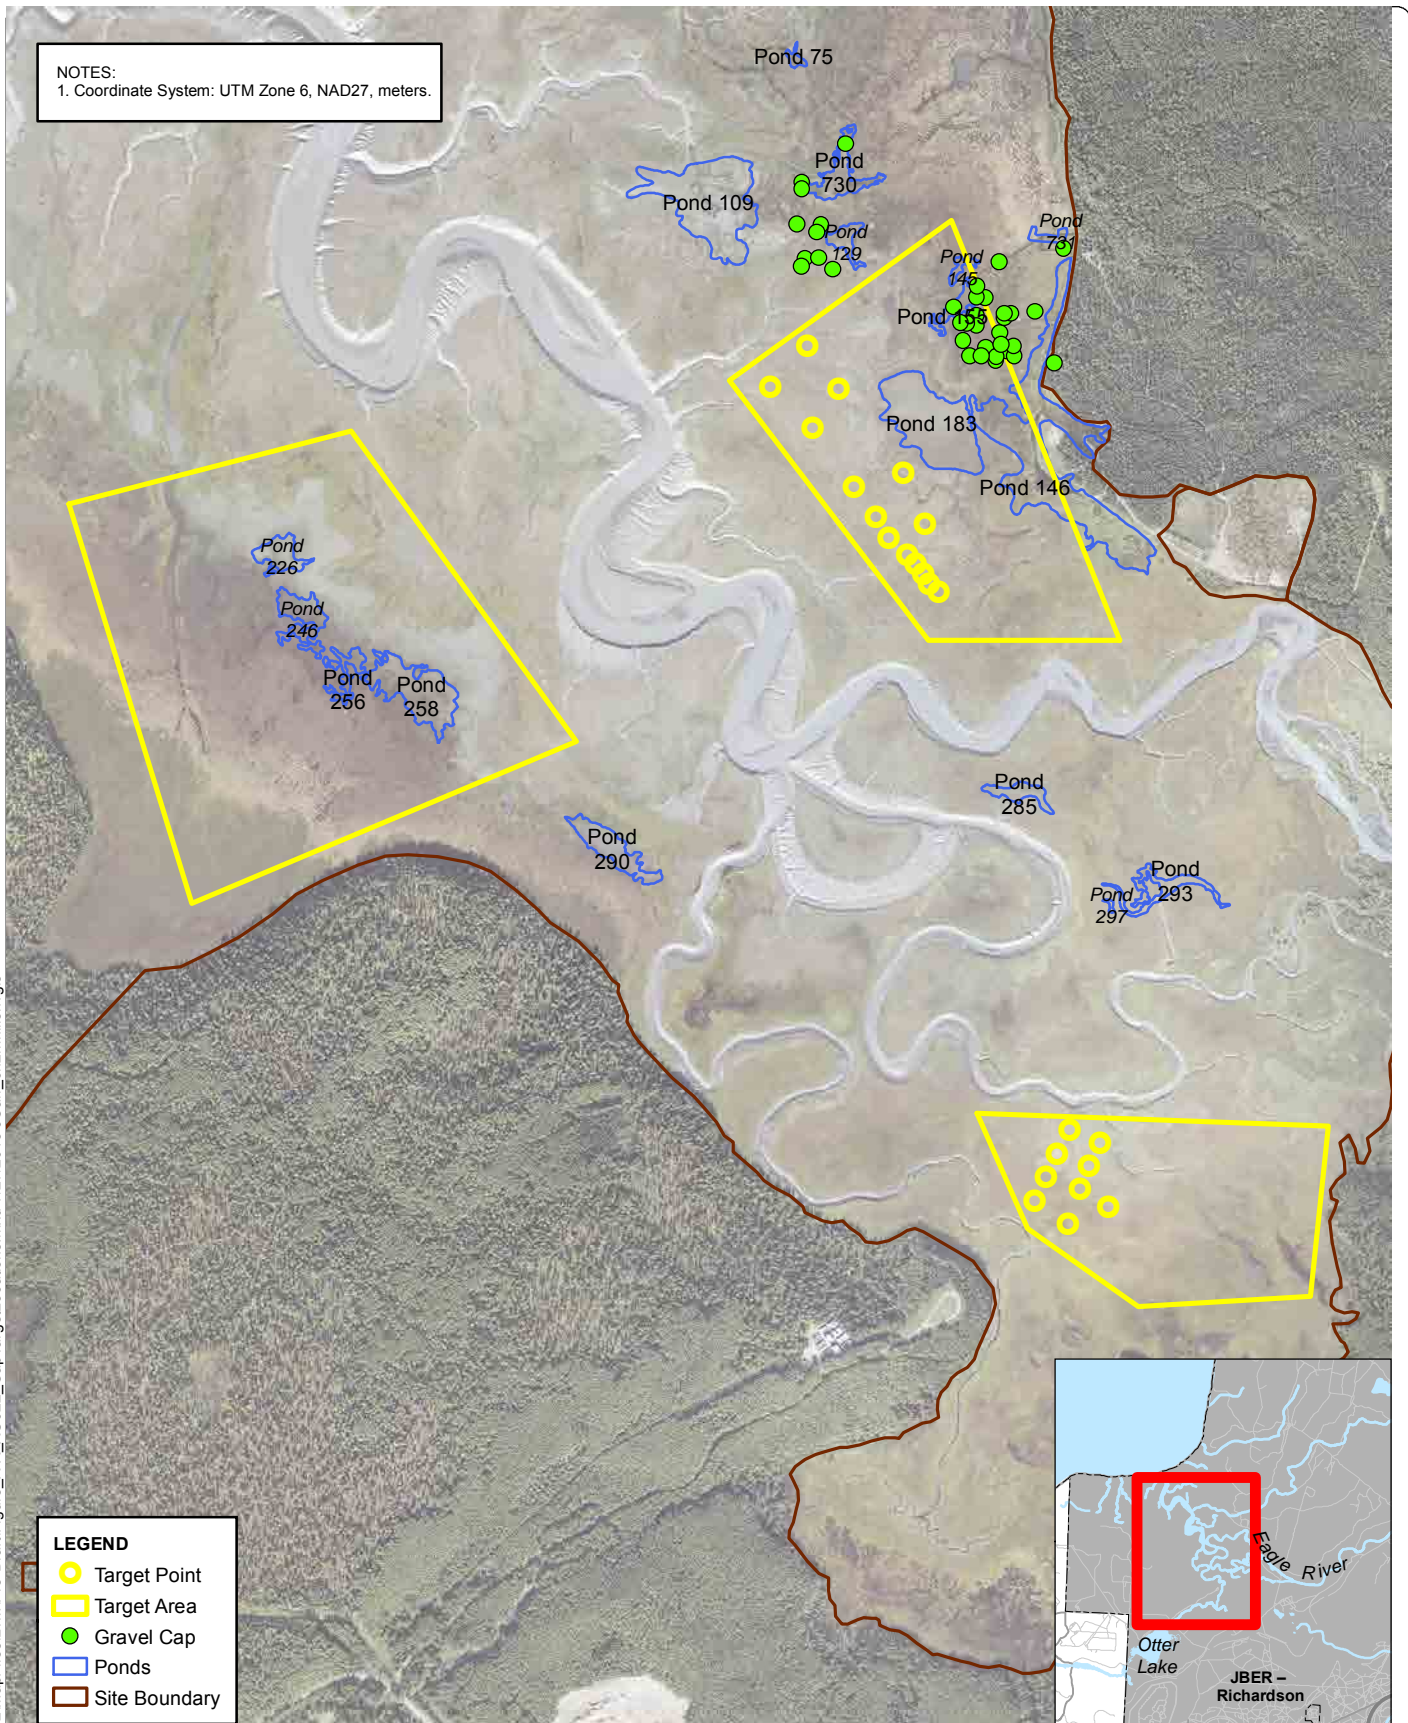 NOTES:
1. Coordinate System: UTM Zone 6, NAD27, meters.
Pond 75
Pond
730
Pond 109
Pond
129
Pond
731
Pond
145
Pond 155
Pond 183
Pond 146
Pond
226
Pond
246
Pond
256
Pond
258
Pond
285
Pond
290
Pond
293
Pond
297
LEGEND
Target Point
Target Area
Gravel Cap
Ponds
Site Boundary
Eagle River
Otter
Lake
JBER –
Richardson